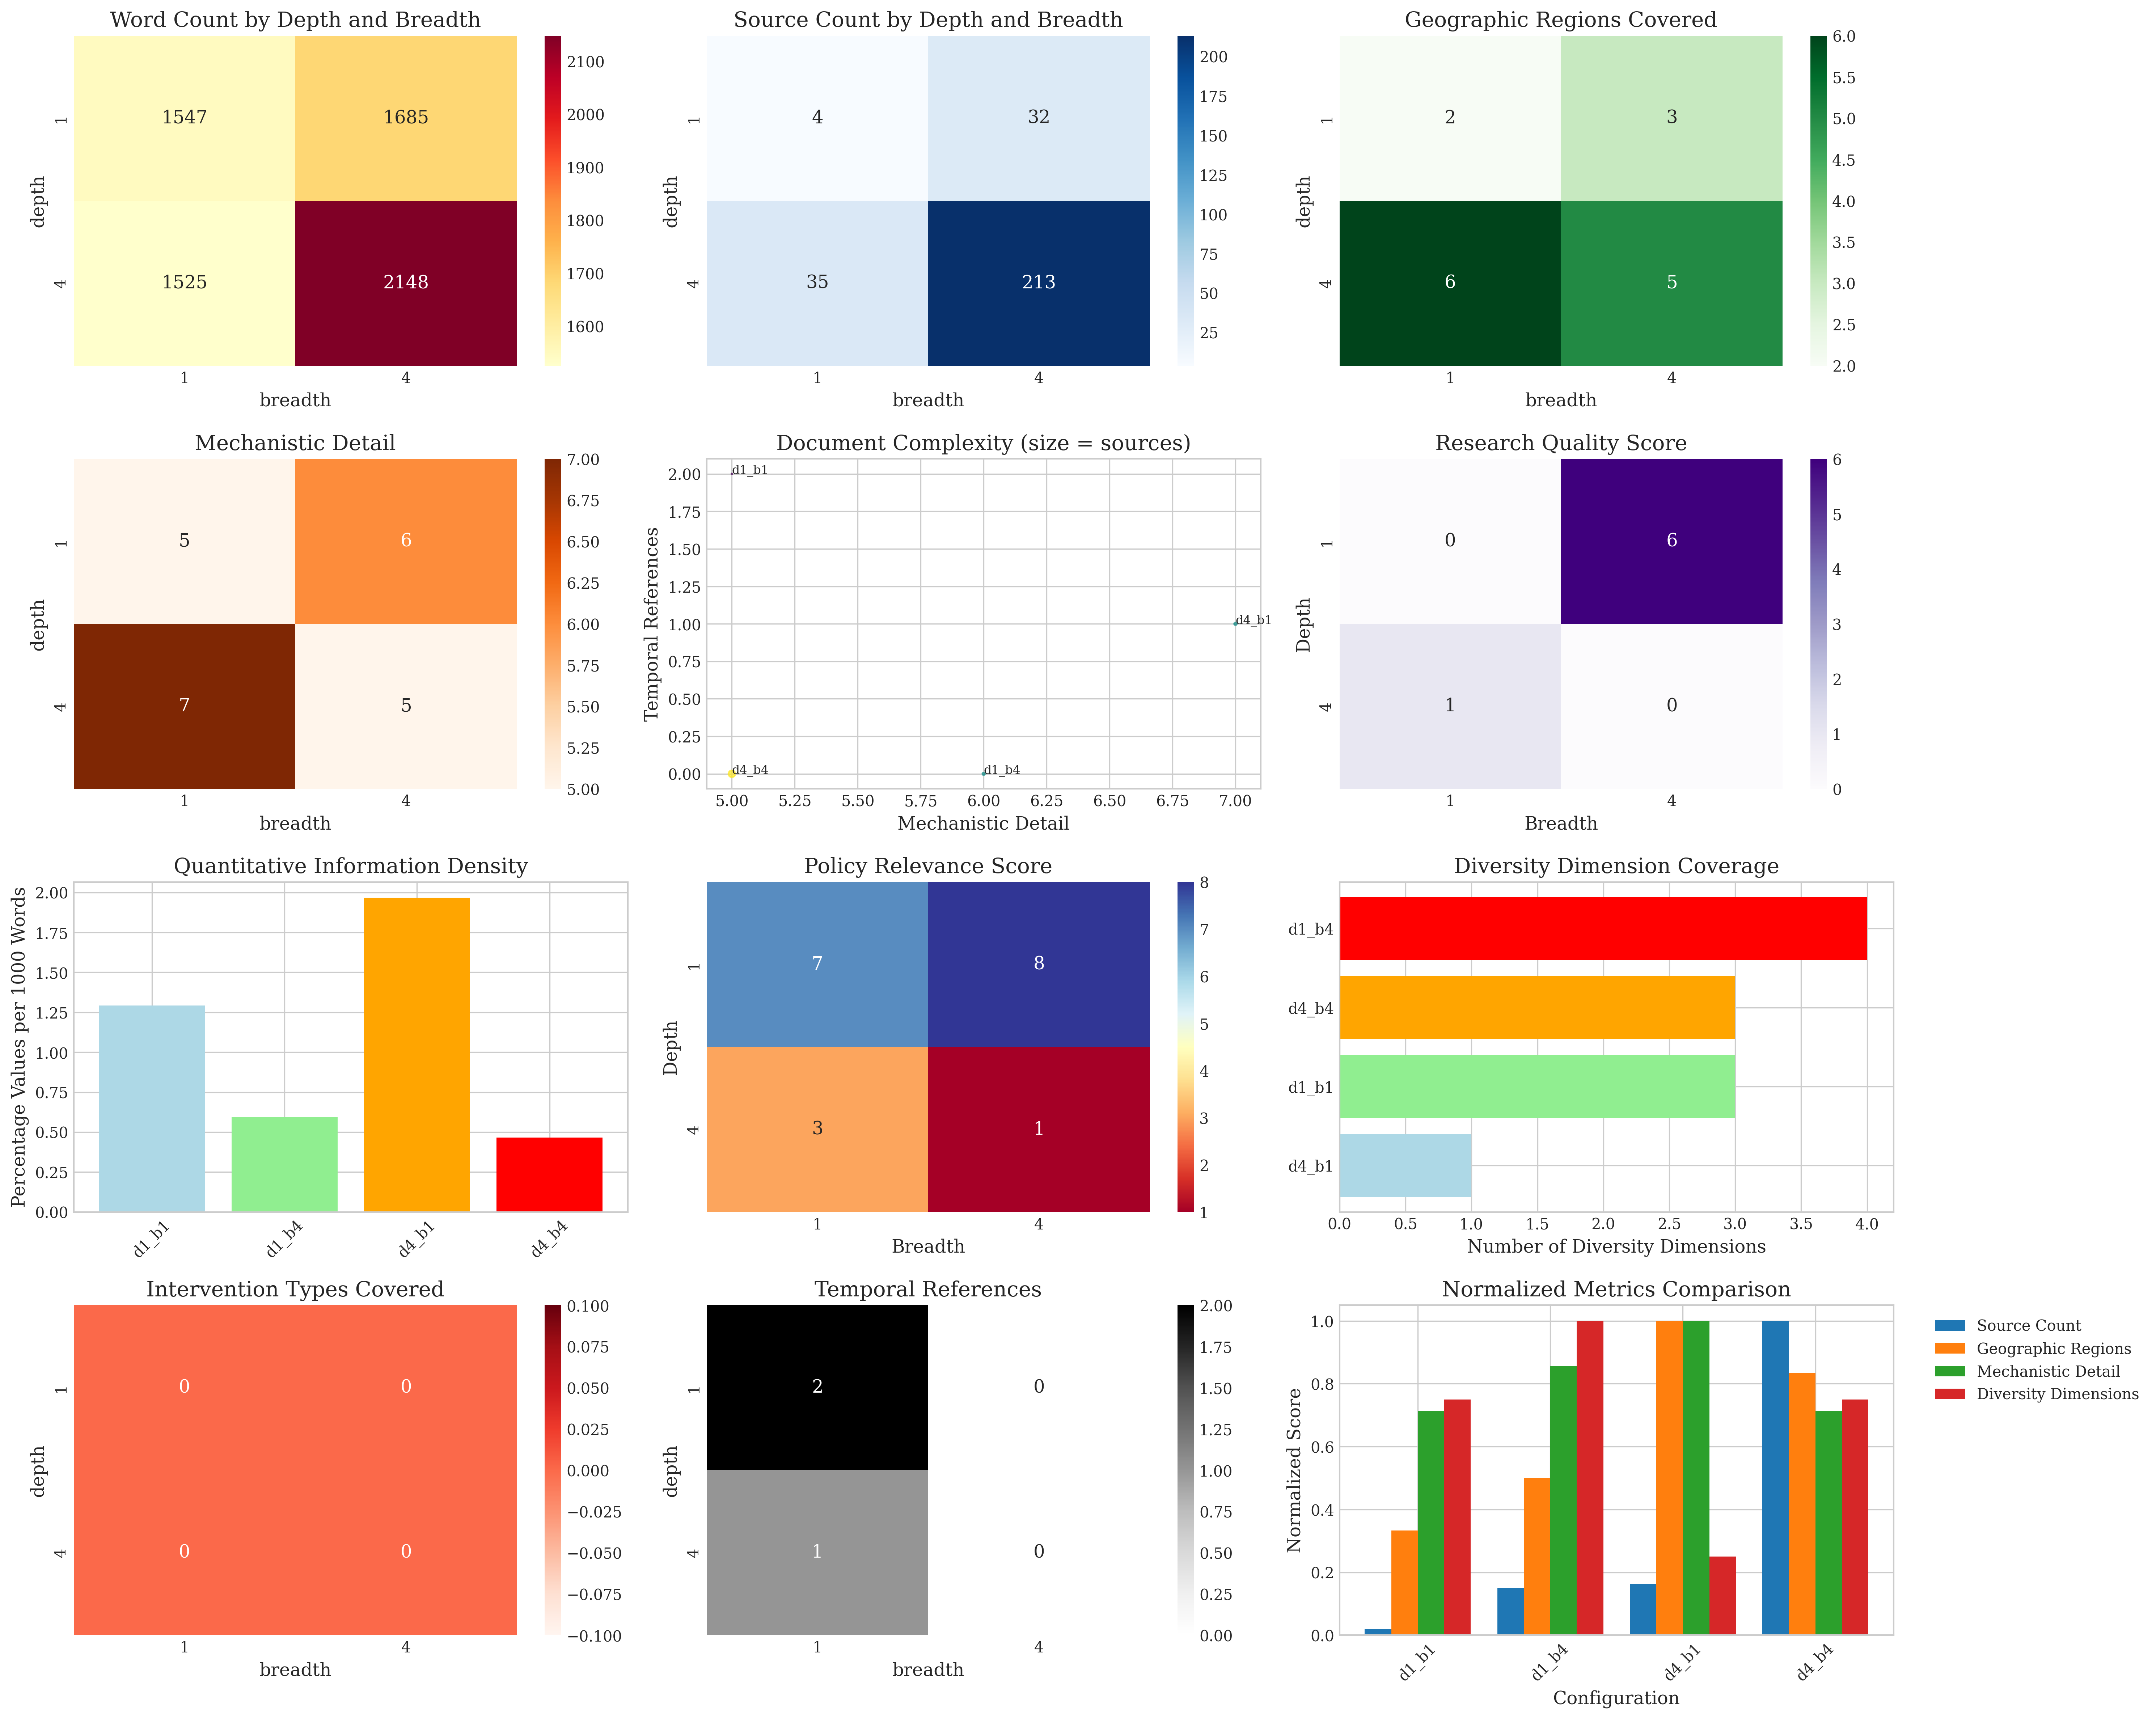 Word Count by Depth and Breadth
1547 1685
1525 2148
depth
1
4
1 4
breadth
2100
2000
1900
1800
1700
1600
Source Count by Depth and Breadth
4 32
35 213
depth
1
4
1 4
breadth
200
175
150
125
100
75
50
25
Geographic Regions Covered
2 3
6 5
depth
1
4
1 4
breadth
6.0
5.5
5.0
4.5
4.0
3.5
3.0
2.5
2.0
Mechanistic Detail
5 6
7 5
depth
1
4
1 4
breadth
7.00
6.75
6.50
6.25
6.00
5.75
5.50
5.25
5.00
Document Complexity (size = sources)
Temporal References
2.00
1.75
1.50
1.25
1.00
0.75
0.50
0.25
0.00
d1_b1
d4_b1
d4_b4
d1_b4
5.00 5.25 5.50 5.75 6.00 6.25 6.50 6.75 7.00
Mechanistic Detail
Research Quality Score
0 6
1 0
Depth
1
4
1 4
Breadth
6
5
4
3
2
1
0
Quantitative Information Density
Percentage Values per 1000 Words
2.00
1.75
1.50
1.25
1.00
0.75
0.50
0.25
0.00
d1_b1 d1_b4 d4_b1 d4_b4
Policy Relevance Score
7 8
3 1
Depth
1
4
1 4
Breadth
8
7
6
5
4
3
2
1
Diversity Dimension Coverage
d1_b4
d4_b4
d1_b1
d4_b1
0.0 0.5 1.0 1.5 2.0 2.5 3.0 3.5 4.0
Number of Diversity Dimensions
Intervention Types Covered
0 0
0 0
depth
1
4
1 4
breadth
0.100
0.075
0.050
0.025
0.000
−0.025
−0.050
−0.075
−0.100
Temporal References
2 0
1 0
depth
1
4
1 4
breadth
2.00
1.75
1.50
1.25
1.00
0.75
0.50
0.25
0.00
Normalized Metrics Comparison
Normalized Score
1.0
0.8
0.6
0.4
0.2
0.0
d1_b1 d1_b4 d4_b1 d4_b4
Configuration
Source Count
Geographic Regions
Mechanistic Detail
Diversity Dimensions